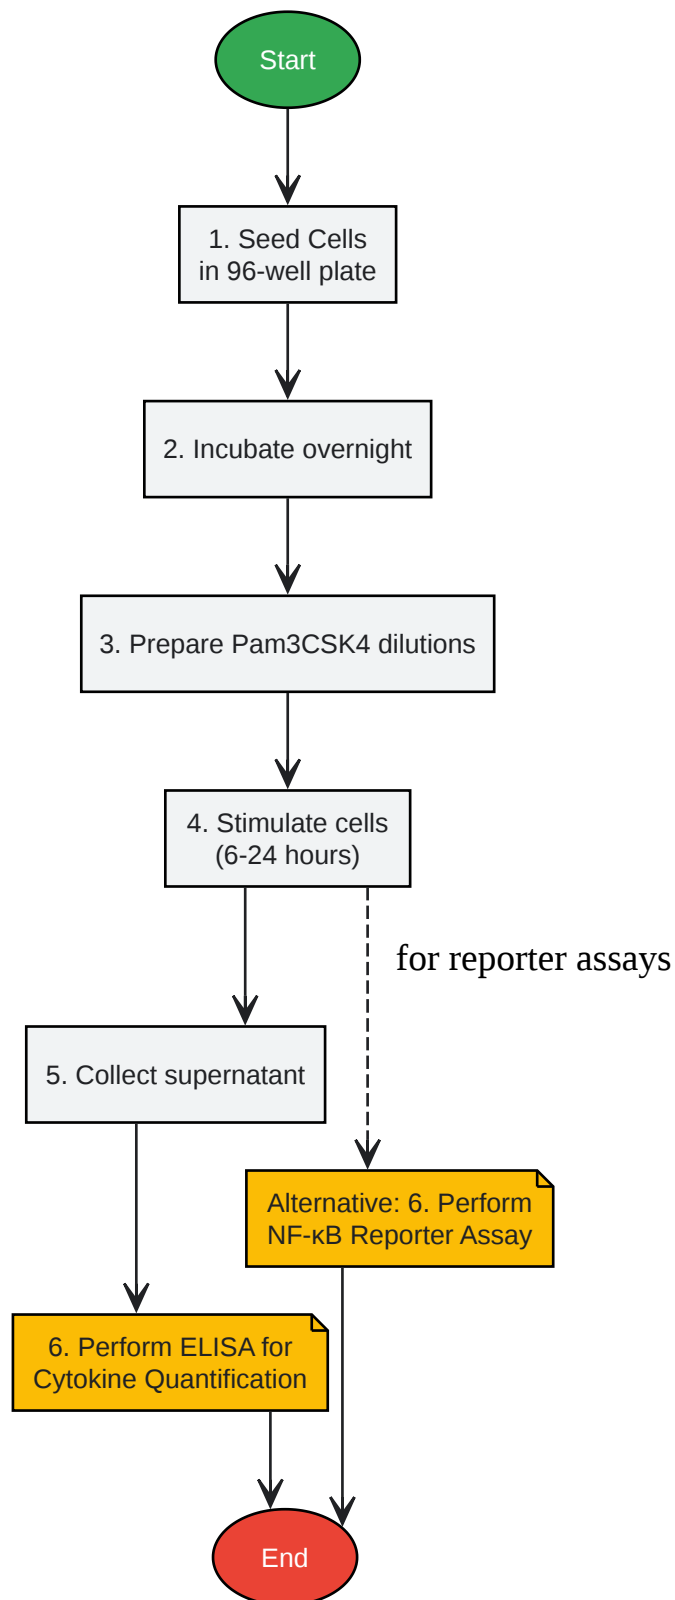 Start
1. Seed Cells
in 96-well plate
2. Incubate overnight
3. Prepare Pam3CSK4 dilutions
4. Stimulate cells
(6-24 hours)
for reporter assays
5. Collect supernatant
Alternative: 6. Perform
NF-κB Reporter Assay
6. Perform ELISA for
Cytokine Quantification
End